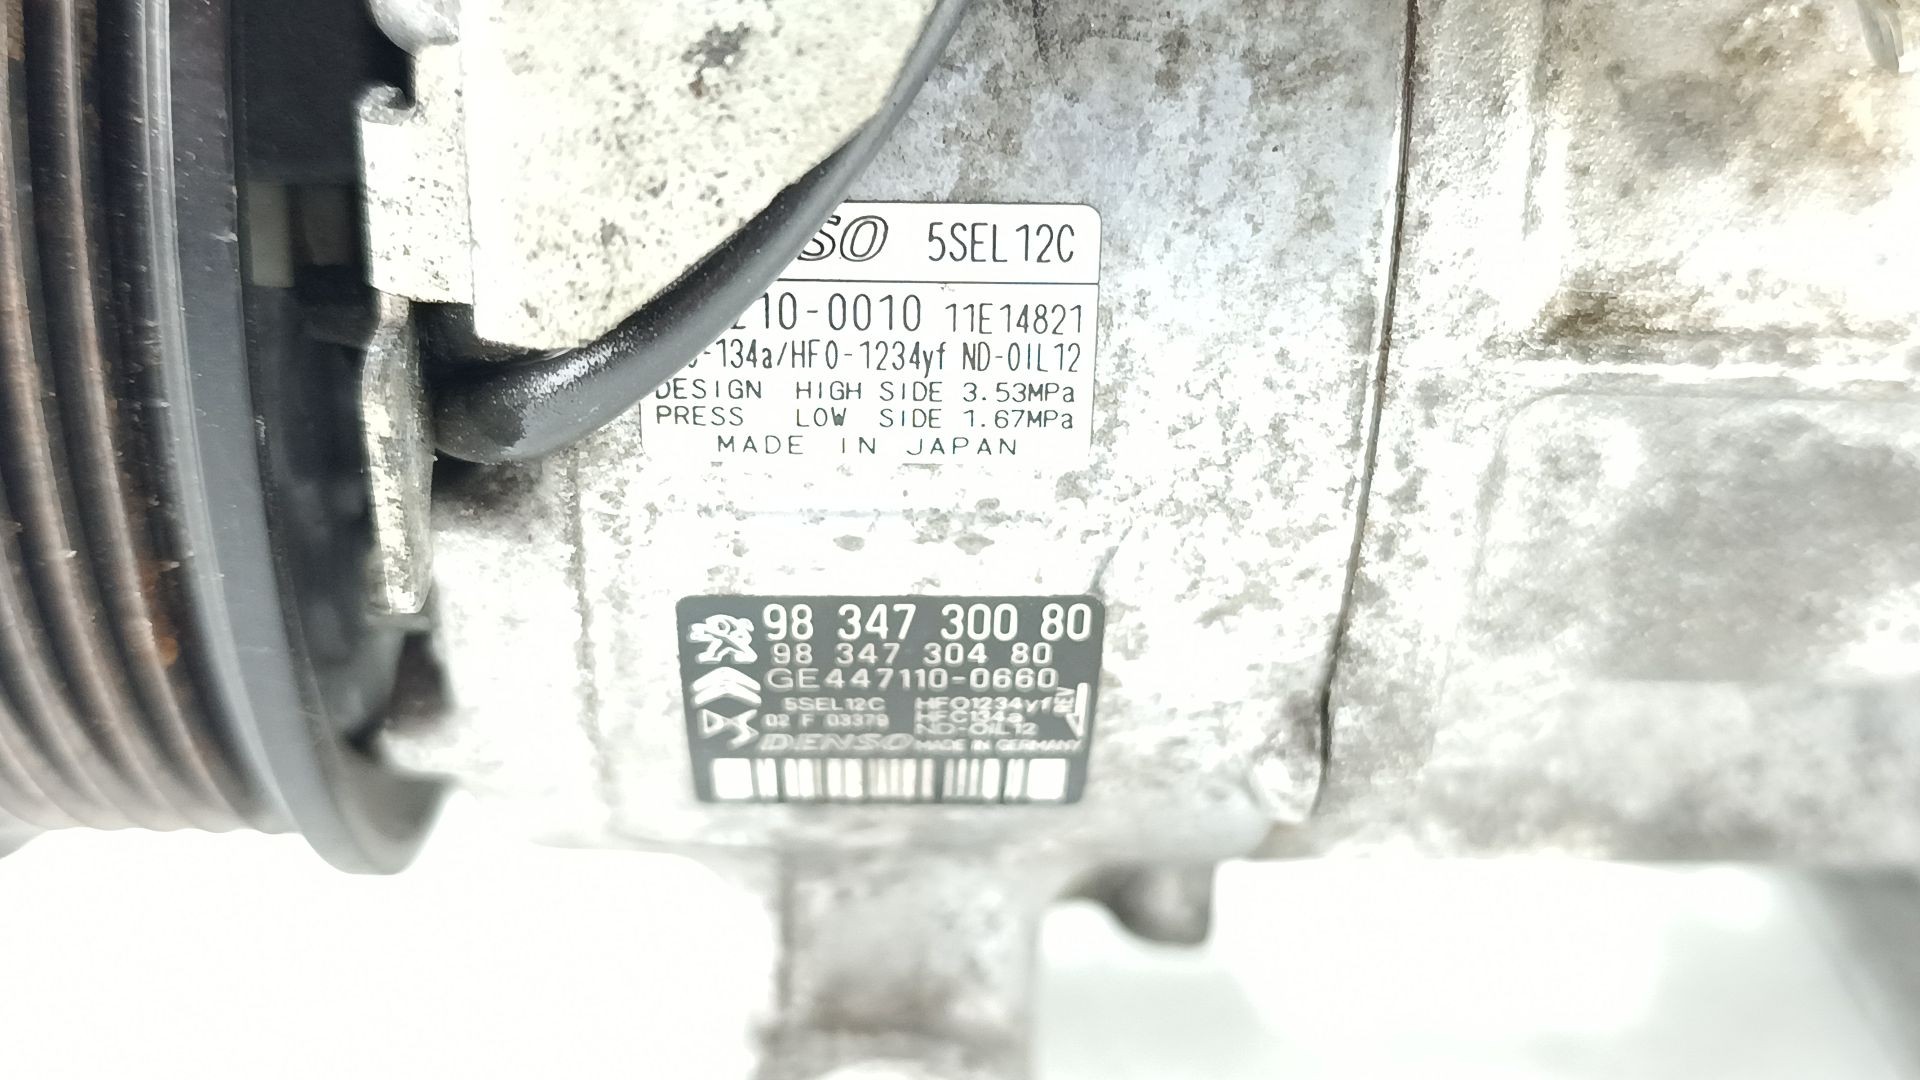 5SEL12C
10-0010 11E14821
-134a/HFO-1234yf ND-OIL12
DESIGN HIGH SIDE 3.53MPa
PRESS LOW SIDE 1.67MPa
MADE IN JAPAN
98 347 300 80
98 347 304 80
GE447110-0660
5SEL12C HFO1234yf REV
02 F 03379 HFC134a
ND-OIL12
DENSO MADE IN GERMANY